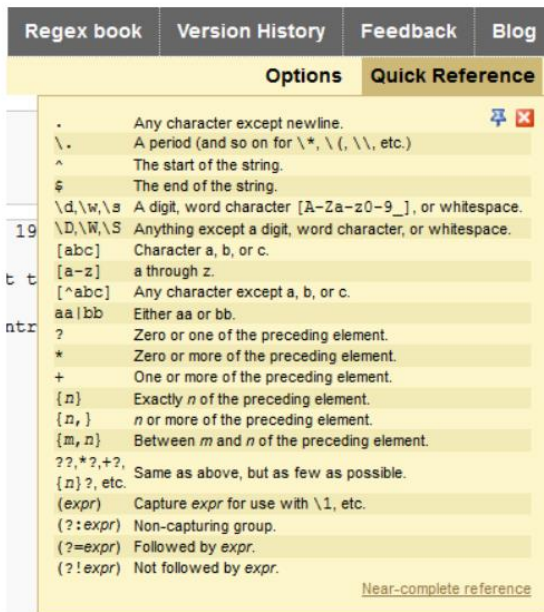 Regex book Version History Feedback Blog
Options Quick Reference
. Any character except newline.
\. A period (and so on for \*, \(, \\, etc.)
^ The start of the string.
$ The end of the string.
\d,\w,\s A digit, word character [A-Za-z0-9_], or whitespace.
19
\D,\W,\S Anything except a digit, word character, or whitespace.
[abc] Character a, b, or c.
t t
[a-z] a through z.
[^abc] Any character except a, b, or c.
aa|bb Either aa or bb.
ntr
? Zero or one of the preceding element.
* Zero or more of the preceding element.
+ One or more of the preceding element.
{n} Exactly n of the preceding element.
{n,} n or more of the preceding element.
{m,n} Between m and n of the preceding element.
??,*?,+?,
{n}?, etc. Same as above, but as few as possible.
(expr) Capture expr for use with \1, etc.
(?:expr) Non-capturing group.
(?=expr) Followed by expr.
(?!expr) Not followed by expr.
Near-complete reference